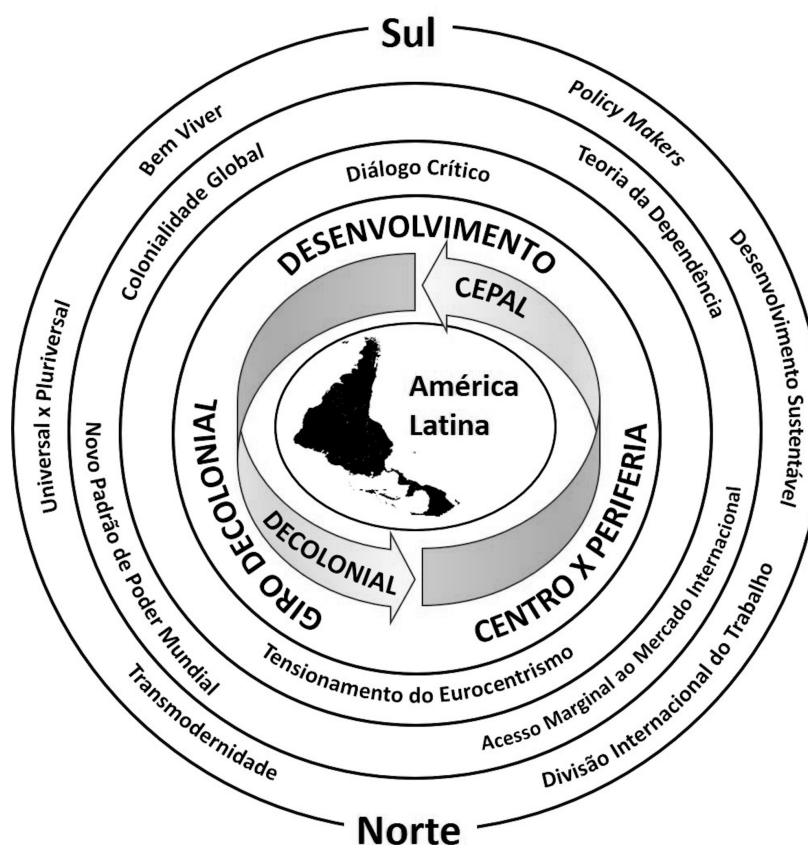 Sul
Bem Viver
Policy Makers
Colonialidade Global
Teoria da Dependência
Diálogo Crítico
Desenvolvimento Sustentável
Universal x Pluriversal
DESENVOLVIMENTO
CEPAL
América
Latina
GIRO DECOLONIAL
CENTRO X PERIFERIA
DECOLONIAL
Novo Padrão de Poder Mundial
Acesso Marginal ao Mercado Internacional
Tensionamento do Eurocentrismo
Transmodernidade
Divisão Internacional do Trabalho
Norte